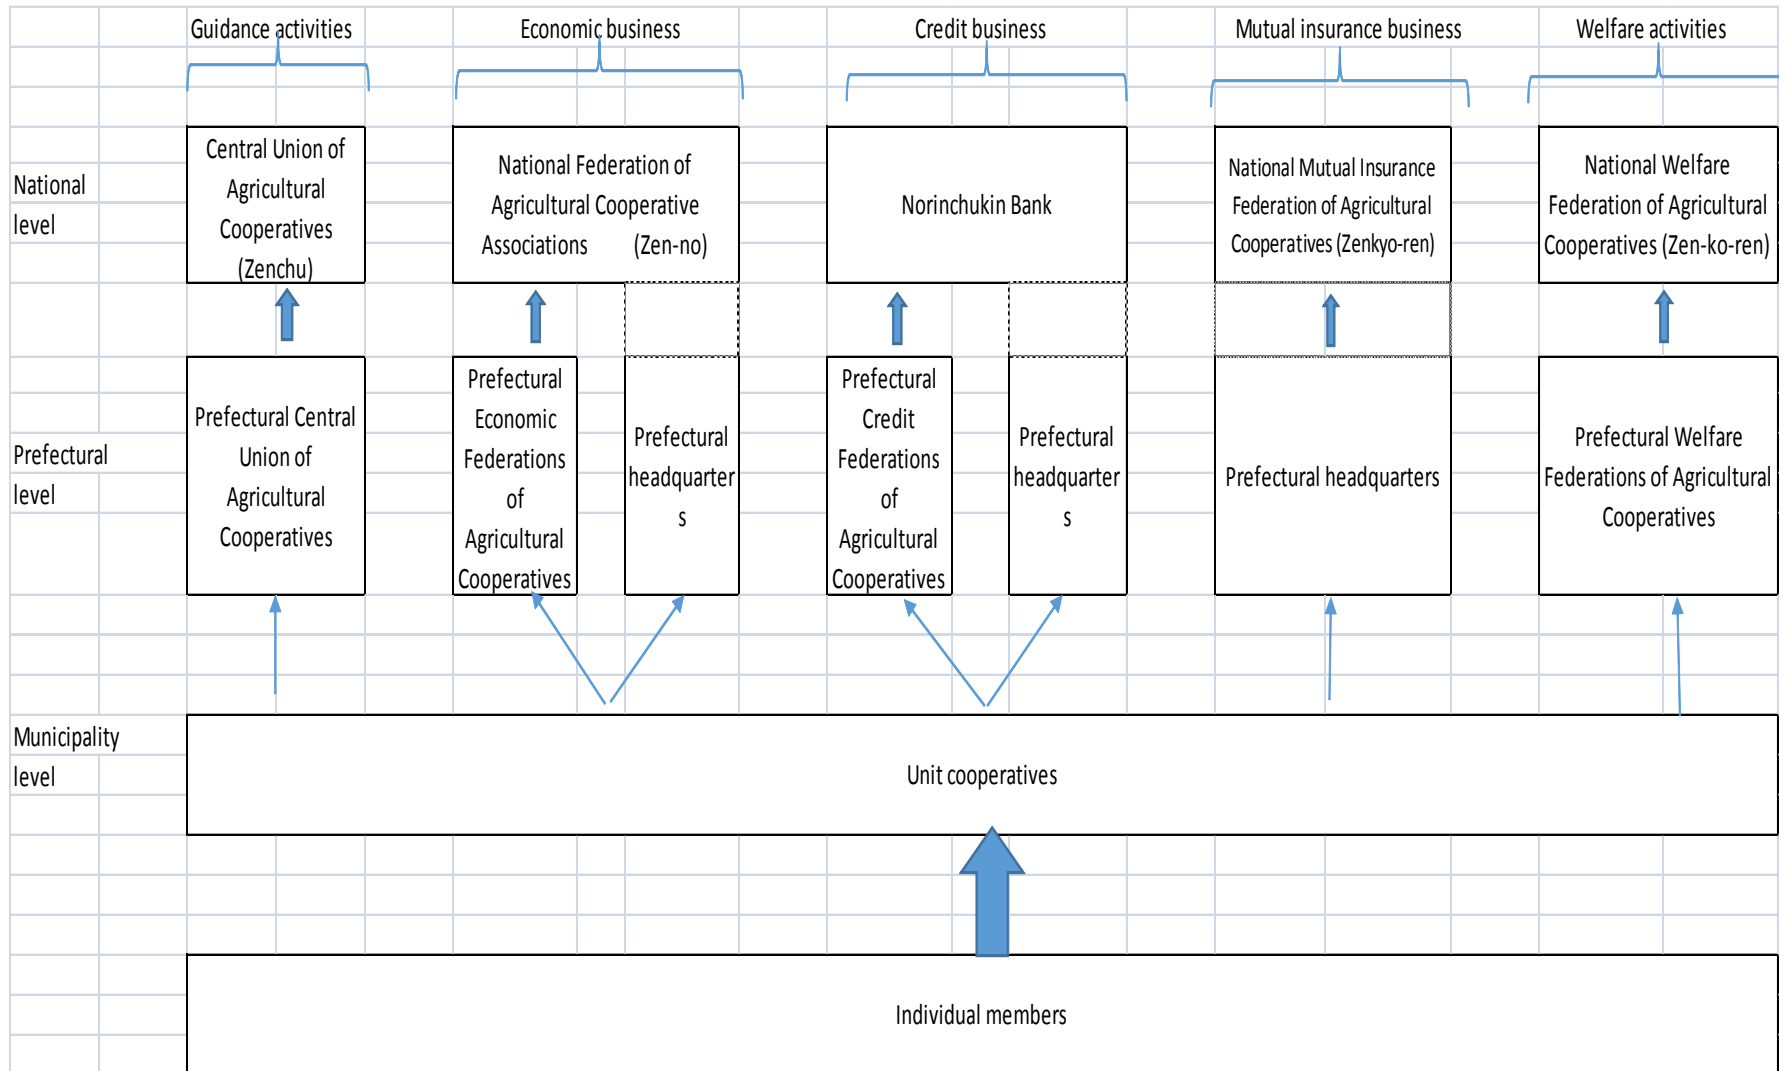 Guidance activities
Economic business
Credit business
Mutual insurance business
Welfare activities
National
level
Central Union of
Agricultural
Cooperatives
(Zenchu)
National Federation of
Agricultural Cooperative
Associations (Zen-no)
Norinchukin Bank
National Mutual Insurance
Federation of Agricultural
Cooperatives (Zenkyo-ren)
National Welfare
Federation of Agricultural
Cooperatives (Zen-ko-ren)
Prefectural
level
Prefectural Central
Union of
Agricultural
Cooperatives
Prefectural
Economic
Federations
of
Agricultural
Cooperatives
Prefectural
headquarter
s
Prefectural
Credit
Federations
of
Agricultural
Cooperatives
Prefectural
headquarter
s
Prefectural headquarters
Prefectural Welfare
Federations of Agricultural
Cooperatives
Municipality
level
Unit cooperatives
Individual members